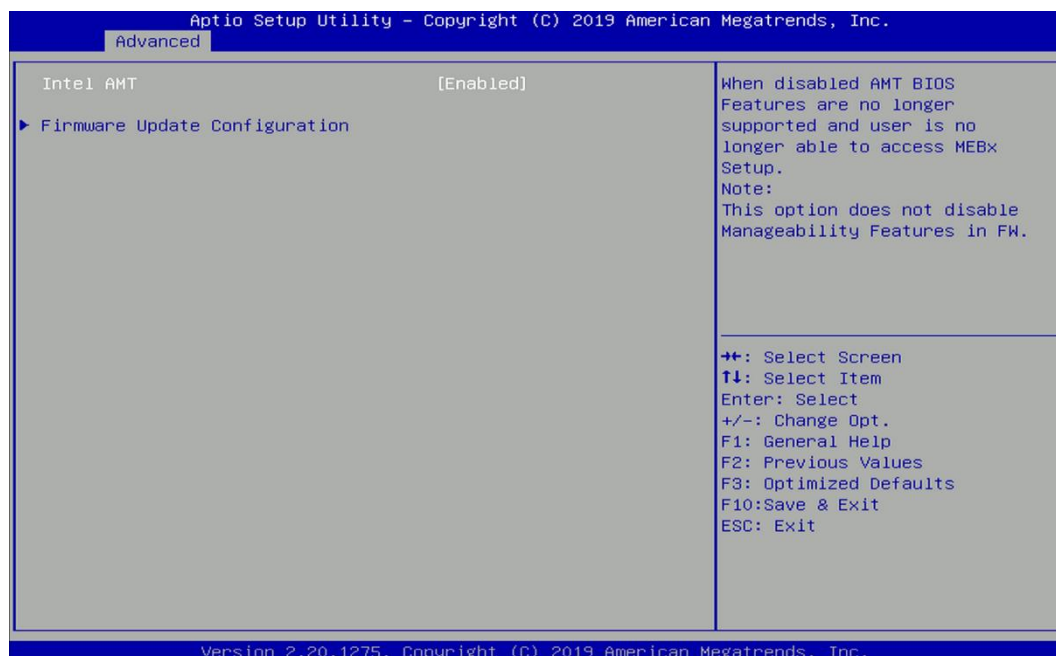 Aptio Setup Utility – Copyright (C) 2019 American Megatrends, Inc.
Advanced
Intel AMT [Enabled]
Firmware Update Configuration
When disabled AMT BIOS
Features are no longer
supported and user is no
longer able to access MEBx
Setup.
Note:
This option does not disable
Manageability Features in FW.
→←: Select Screen
↑↓: Select Item
Enter: Select
+/-: Change Opt.
F1: General Help
F2: Previous Values
F3: Optimized Defaults
F10:Save & Exit
ESC: Exit
Version 2.20.1275. Copyright (C) 2019 American Megatrends, Inc.